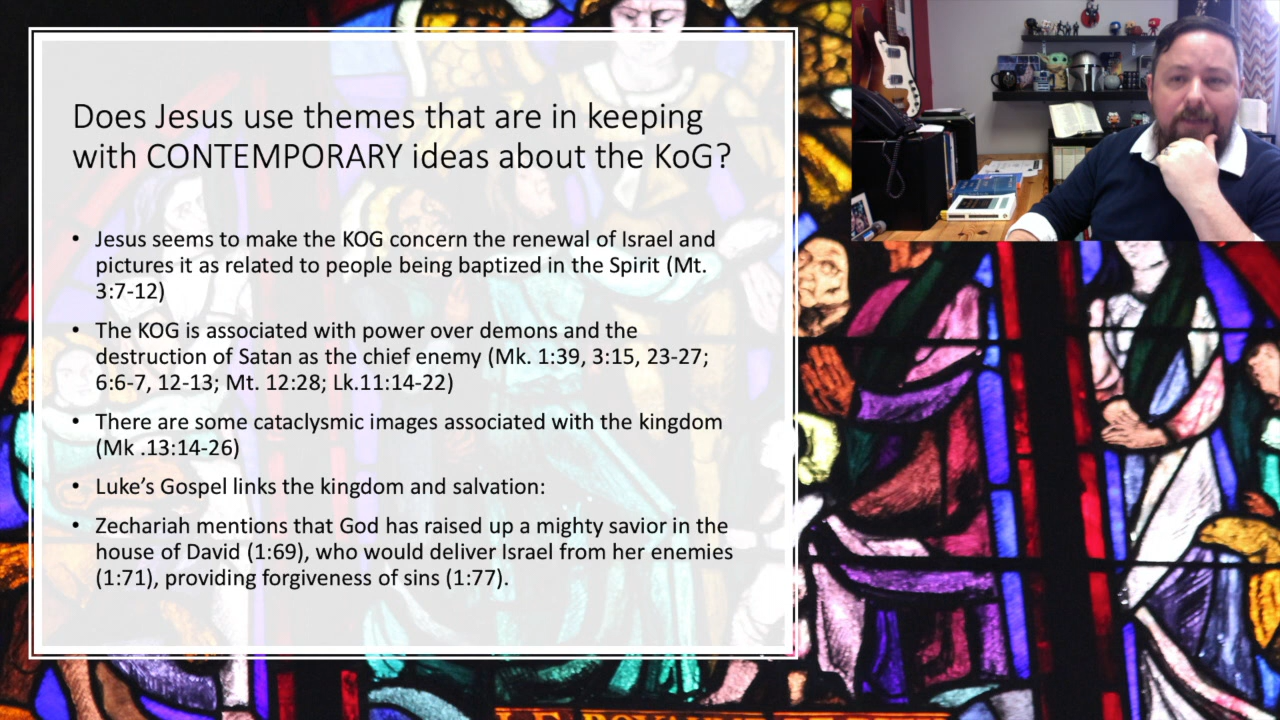 Does Jesus use themes that are in keeping
with CONTEMPORARY ideas about the KoG?
• Jesus seems to make the KOG concern the renewal of Israel and
pictures it as related to people being baptized in the Spirit (Mt.
3:7-12)
• The KOG is associated with power over demons and the
destruction of Satan as the chief enemy (Mk. 1:39, 3:15, 23-27;
6:6-7, 12-13; Mt. 12:28; Lk.11:14-22)
• There are some cataclysmic images associated with the kingdom
(Mk .13:14-26)
• Luke’s Gospel links the kingdom and salvation:
• Zechariah mentions that God has raised up a mighty savior in the
house of David (1:69), who would deliver Israel from her enemies
(1:71), providing forgiveness of sins (1:77).